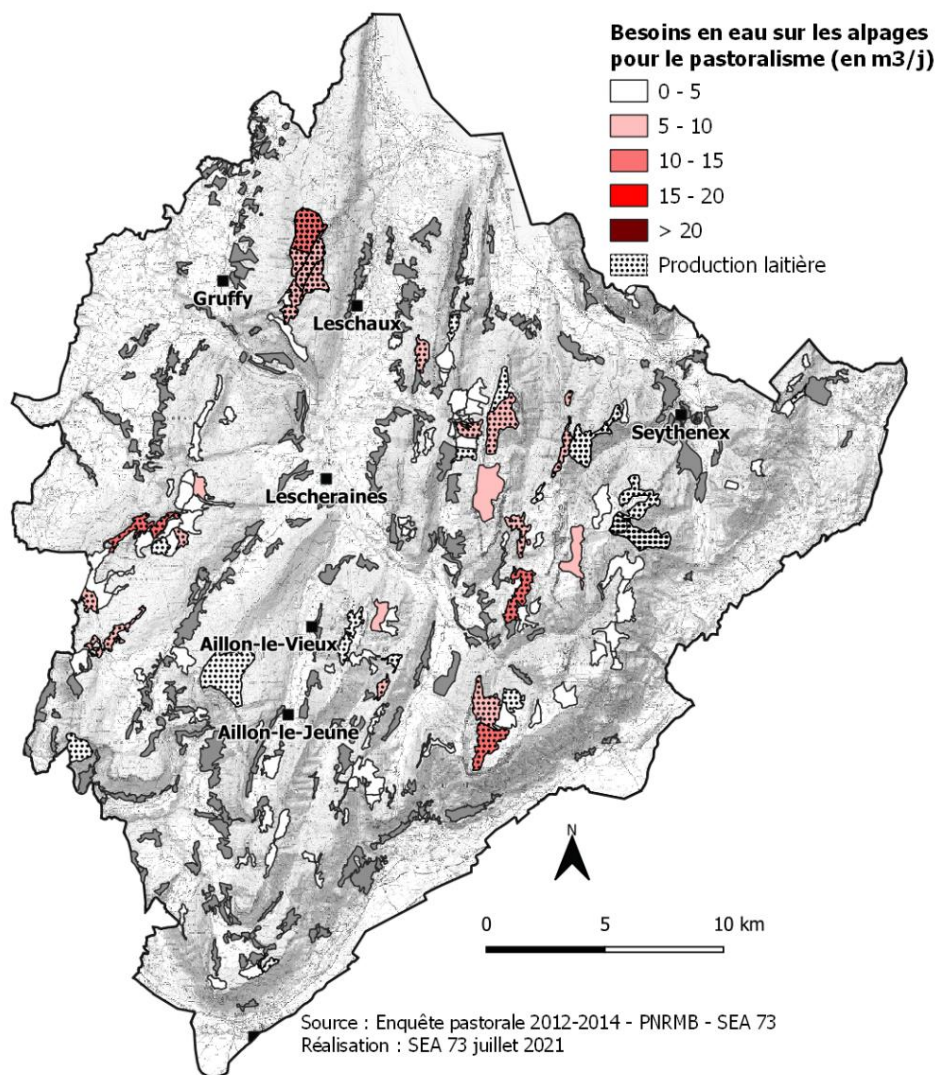 Besoins en eau sur les alpages
pour le pastoralisme (en m3/j)
0 - 5
5 - 10
10 - 15
15 - 20
> 20
Production laitière
Gruffy
Leschaux
Seythenex
Lescheraines
Aillon-le-Vieux
Aillon-le-Jeune
N
0 5 10 km
Source : Enquête pastorale 2012-2014 - PNRMB - SEA 73
Réalisation : SEA 73 juillet 2021